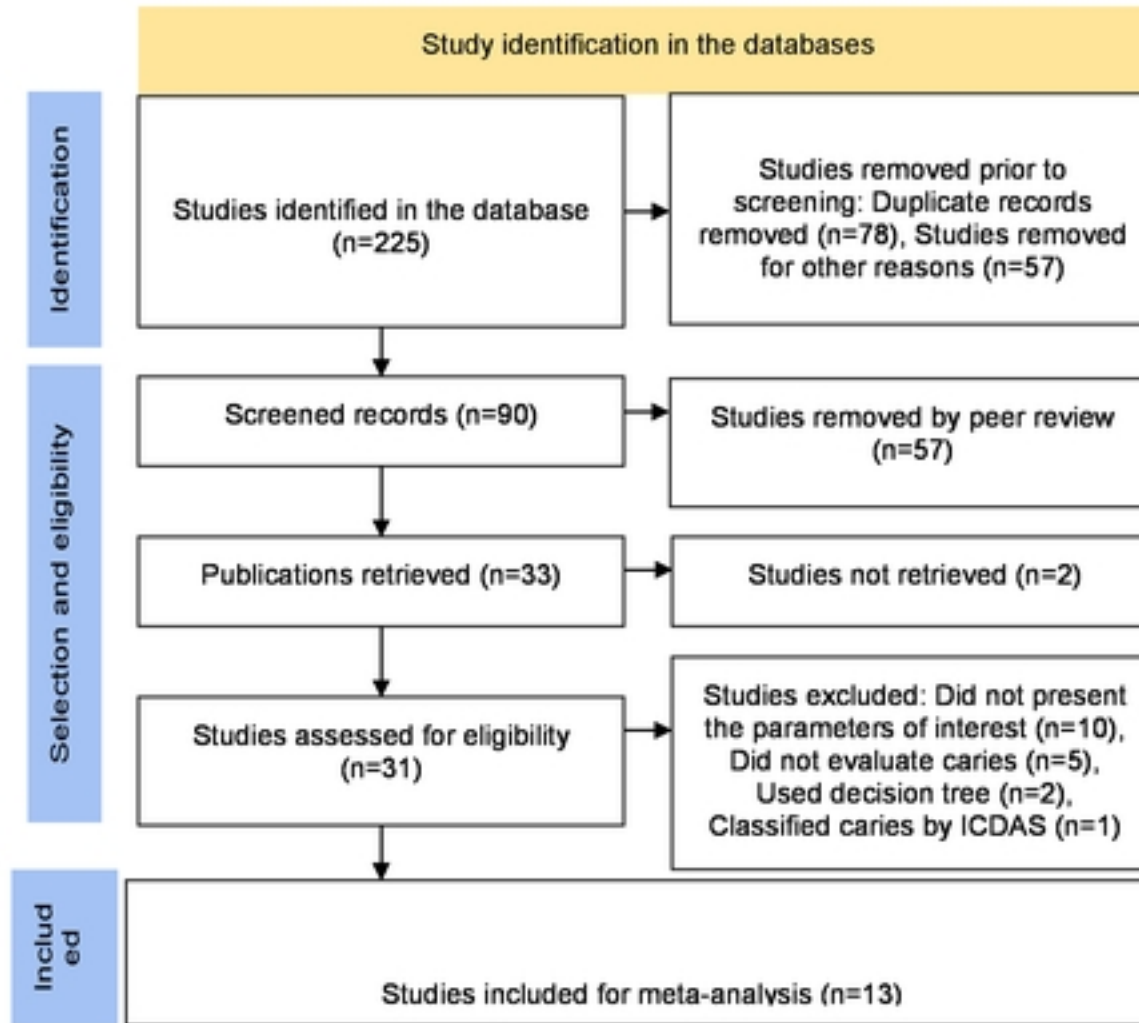 Study identification in the databases
Identification
Studies identified in the database
(n=225)
Studies removed prior to
screening: Duplicate records
removed (n=78), Studies removed
for other reasons (n=57)
Selection and eligibility
Screened records (n=90)
Studies removed by peer review
(n=57)
Publications retrieved (n=33)
Studies not retrieved (n=2)
Studies assessed for eligibility
(n=31)
Studies excluded: Did not present
the parameters of interest (n=10),
Did not evaluate caries (n=5),
Used decision tree (n=2),
Classified caries by ICDAS (n=1)
Includ
ed
Studies included for meta-analysis (n=13)